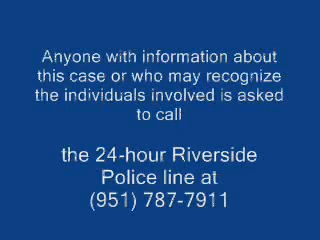 Anyone with information about
this case or who may recognize
the individuals involved is asked
to call
the 24-hour Riverside
Police line at
(951) 787-7911